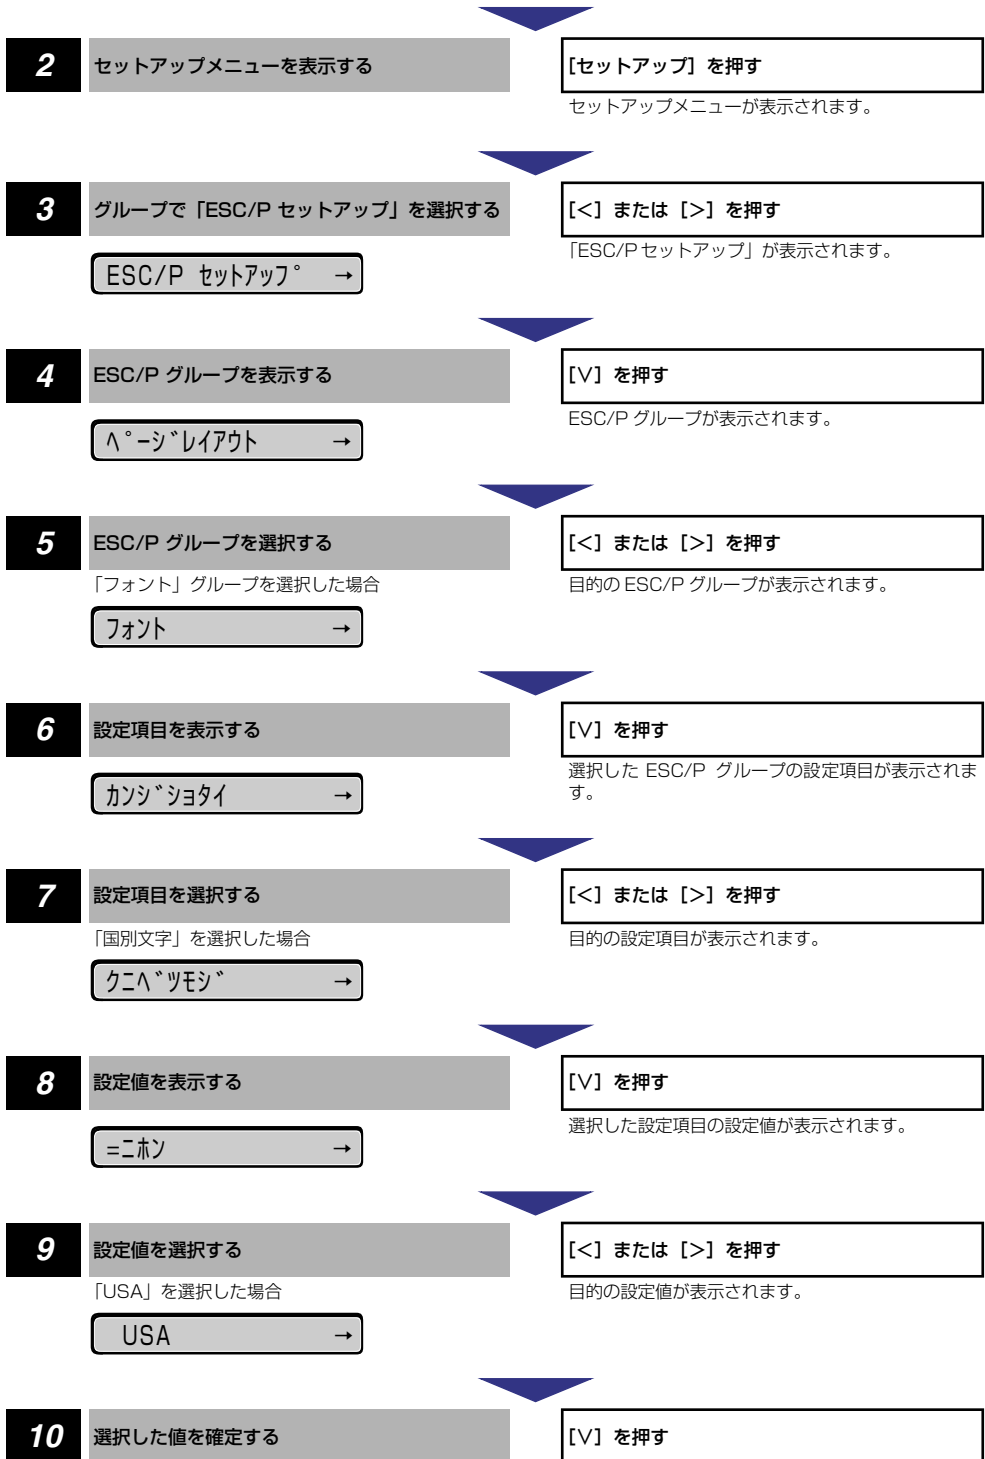 2 セットアップメニューを表示する
[セットアップ] を押す
セットアップメニューが表示されます。
3 グループで「ESC/P セットアップ」を選択する
[<] または [>] を押す
「ESC/P セットアップ」が表示されます。
ESC/P セットアップ →
4 ESC/P グループを表示する
[∨] を押す
ESC/P グループが表示されます。
ページレイアウト →
5 ESC/P グループを選択する
[<] または [>] を押す
「フォント」グループを選択した場合
目的の ESC/P グループが表示されます。
フォント →
6 設定項目を表示する
[∨] を押す
選択した ESC/P グループの設定項目が表示されま
す。
カンジショタイ →
7 設定項目を選択する
[<] または [>] を押す
「国別文字」を選択した場合
目的の設定項目が表示されます。
クニベツモジ →
8 設定値を表示する
[∨] を押す
選択した設定項目の設定値が表示されます。
=ニホン →
9 設定値を選択する
[<] または [>] を押す
「USA」を選択した場合
目的の設定値が表示されます。
USA →
10 選択した値を確定する
[∨] を押す